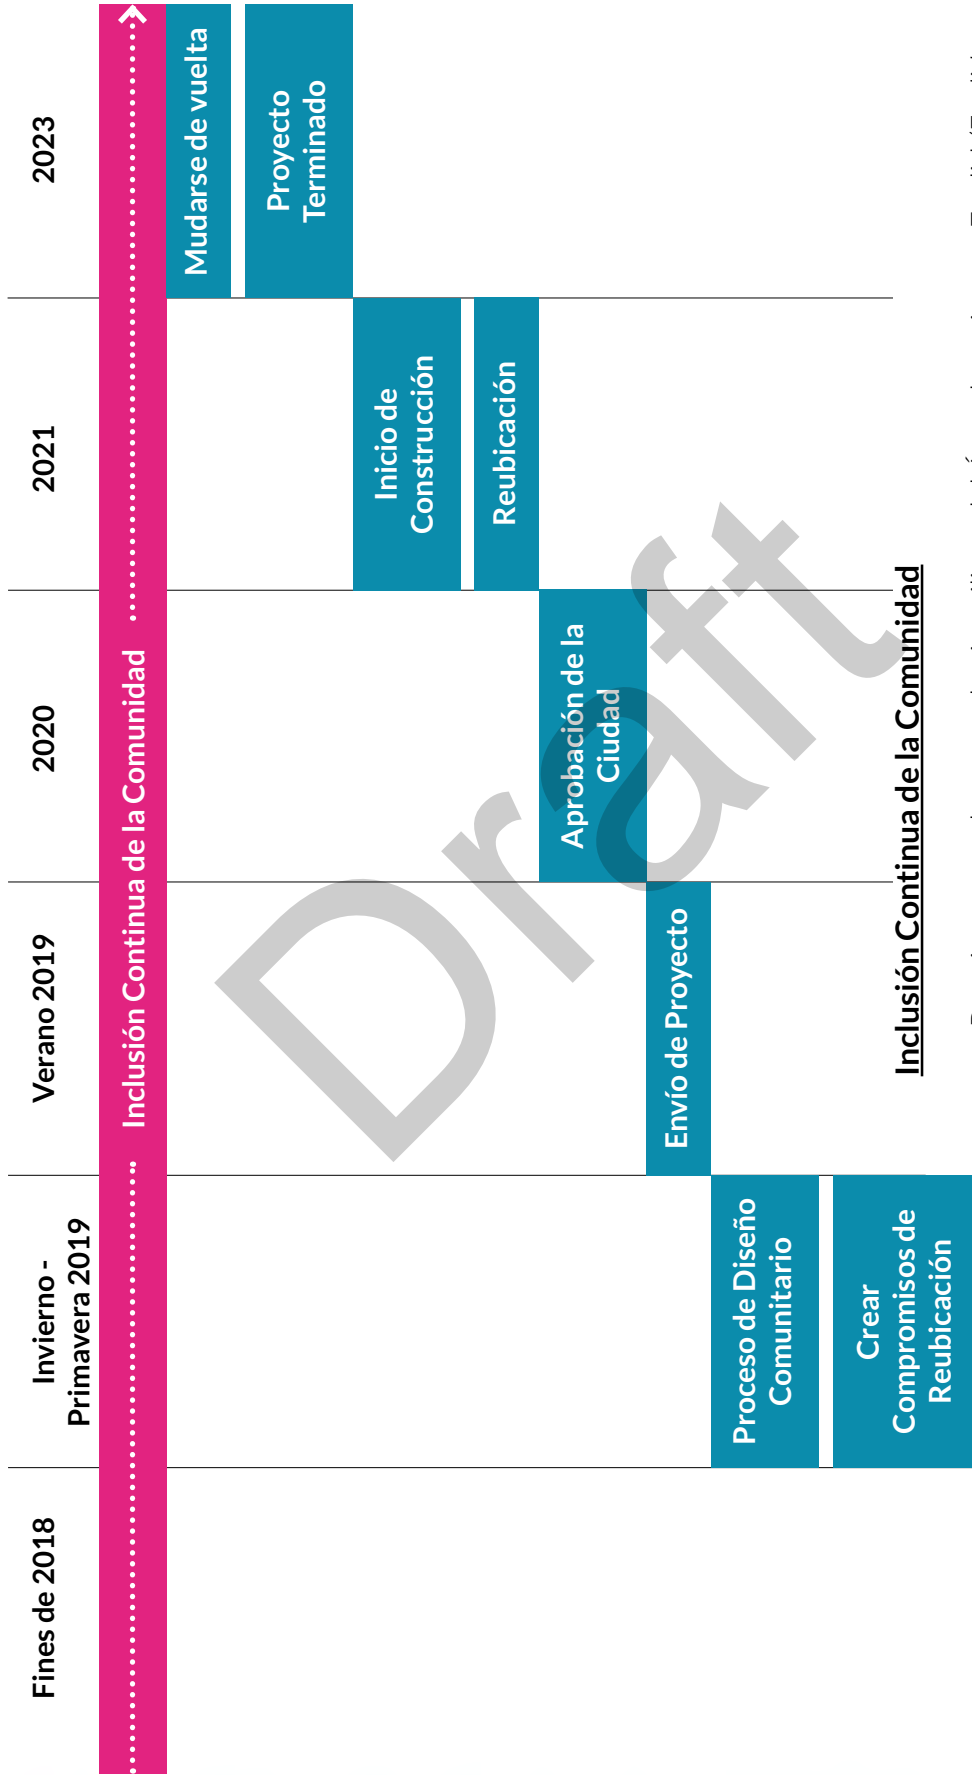 Fines de 2018
Invierno -
Primavera 2019
Verano 2019
2020
2021
2023
Inclusión Continua de la Comunidad
Mudarse de vuelta
Proyecto
Terminado
Inicio de
Construcción
Reubicación
Aprobación de la
Ciudad
Envío de Proyecto
Proceso de Diseño
Comunitario
Crear
Compromisos de
Reubicación
Inclusión Continua de la Comunidad
Draft